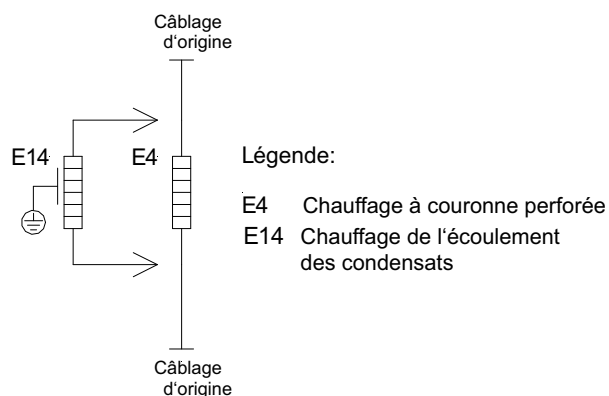 Câblage
d‘origine
E14
E4
Légende:
E4 Chauffage à couronne perforée
E14 Chauffage de l‘écoulement
des condensats
Câblage
d‘origine